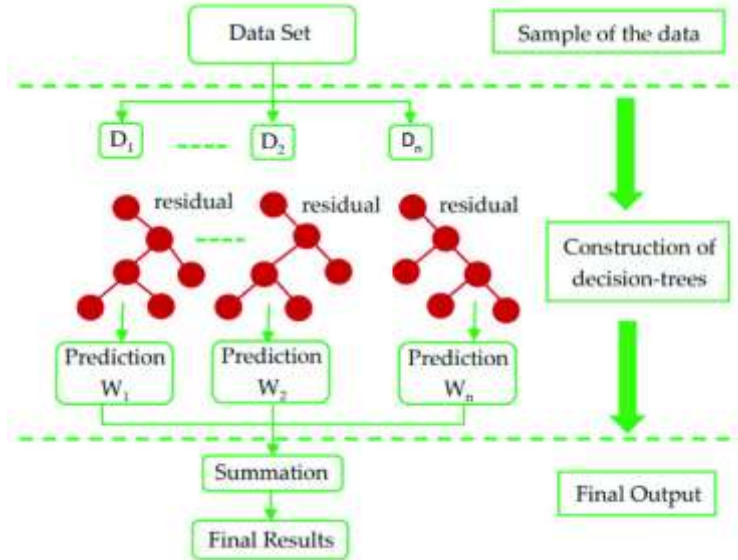 Data Set
Sample of the data
D1
D2
Dn
residual
residual
residual
Construction of
decision-trees
Prediction
W1
Prediction
W2
Prediction
Wn
Summation
Final Output
Final Results